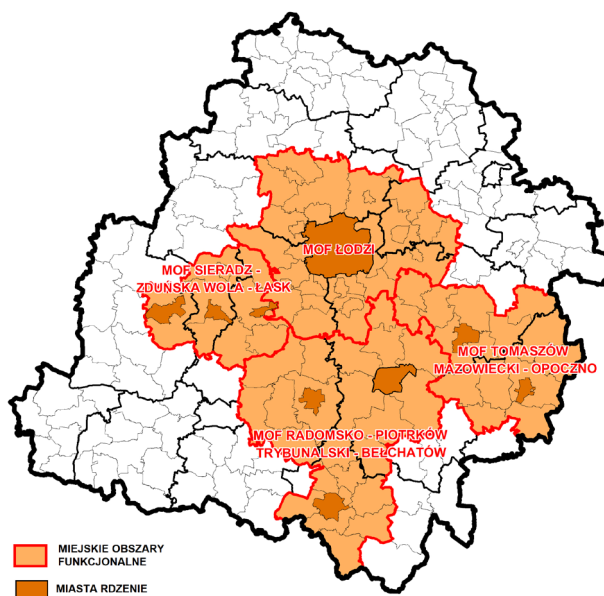 MOF ŁODZI
MOF SIERADZ -
ZDUŃSKA WOLA - ŁASK
MOF TOMASZÓW
MAZOWIECKI - OPOCZNO
MOF RADOMSKO - PIOTRKÓW
TRYBUNALSKI - BEŁCHATÓW
MIEJSKIE OBSZARY
FUNKCJONALNE
MIASTA RDZENIE